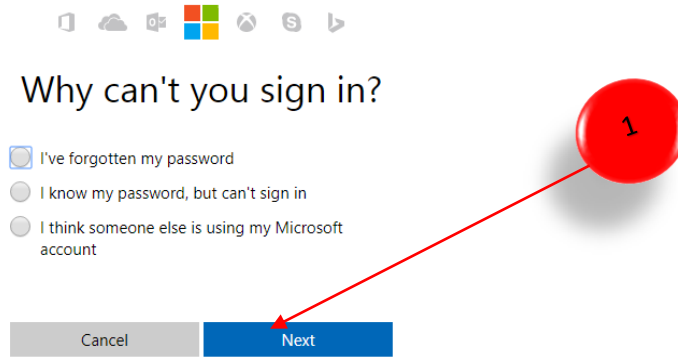 Why can't you sign in?
1
I've forgotten my password
I know my password, but can't sign in
I think someone else is using my Microsoft
account
Cancel
Next